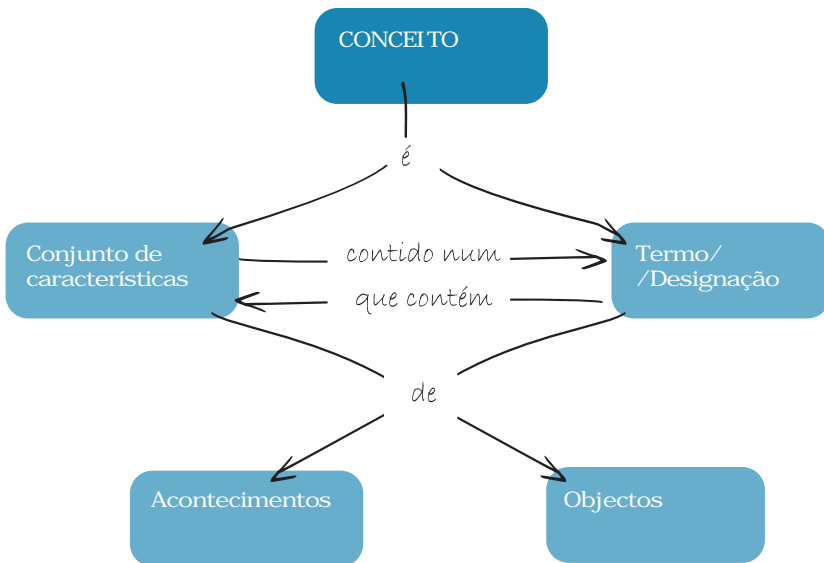 CONCEITO
é
Conjunto de
características
contido num
que contém
Termo/
/Designação
de
Acontecimentos
Objectos